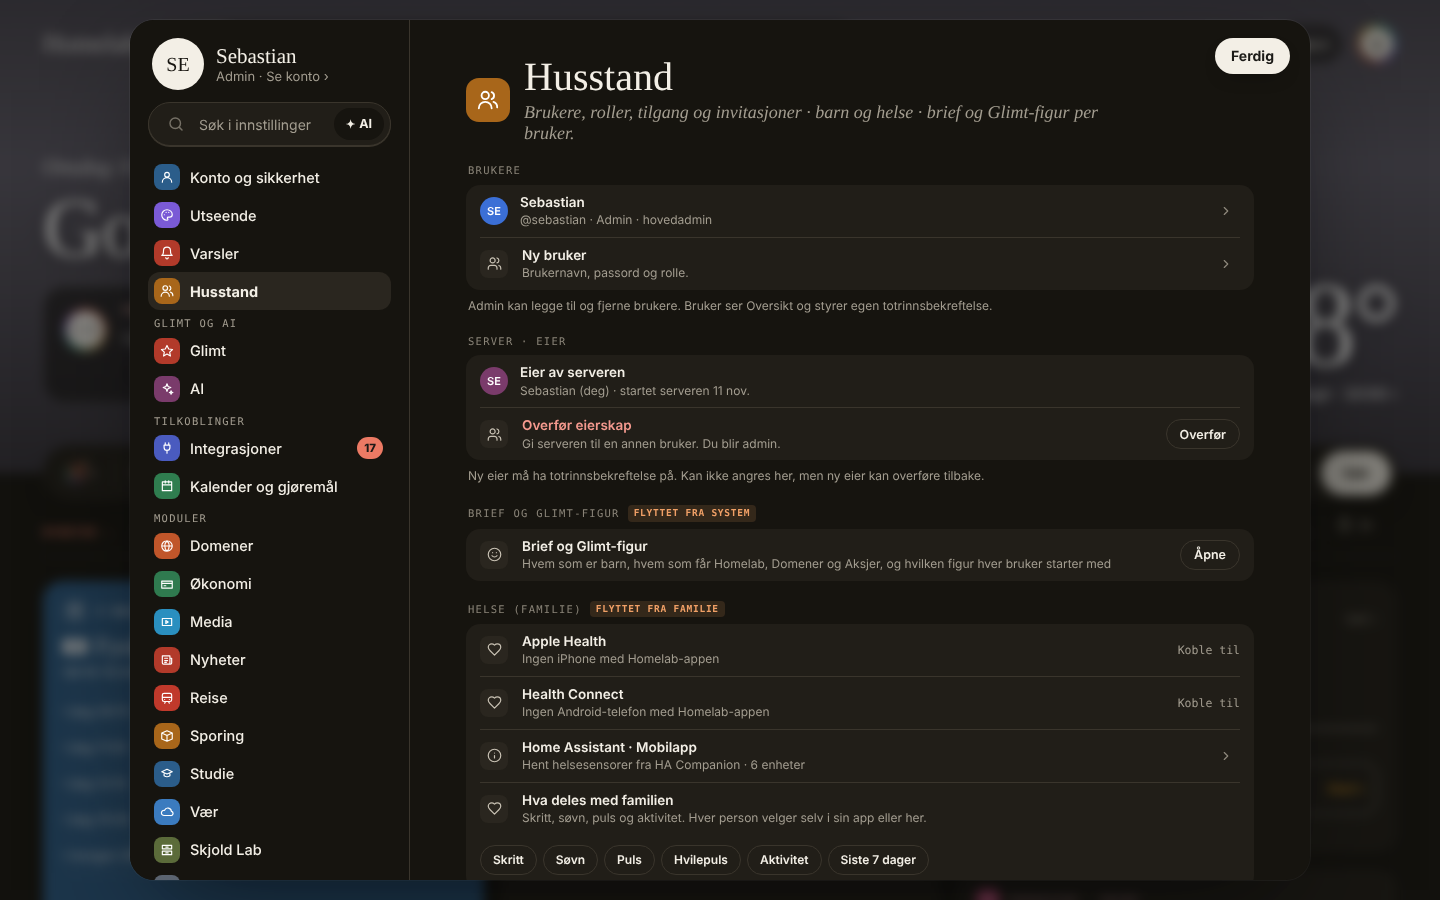 SE
Sebastian
Admin · Se konto ›
Søk i innstillinger
✦ AI
Konto og sikkerhet
Utseende
Varsler
Husstand
GLIMT OG AI
Glimt
AI
TILKOBLINGER
Integrasjoner
17
Kalender og gjøremål
MODULER
Domener
Økonomi
Media
Nyheter
Reise
Sporing
Studie
Vær
Skjold Lab
Ferdig
Husstand
Brukere, roller, tilgang og invitasjoner · barn og helse · brief og Glimt-figur per
bruker.
BRUKERE
SE
Sebastian
@sebastian · Admin · hovedadmin
Ny bruker
Brukernavn, passord og rolle.
Admin kan legge til og fjerne brukere. Bruker ser Oversikt og styrer egen totrinnsbekreftelse.
SERVER · EIER
SE
Eier av serveren
Sebastian (deg) · startet serveren 11 nov.
Overfør eierskap
Gi serveren til en annen bruker. Du blir admin.
Overfør
Ny eier må ha totrinnsbekreftelse på. Kan ikke angres her, men ny eier kan overføre tilbake.
BRIEF OG GLIMT-FIGUR FLYTTET FRA SYSTEM
Brief og Glimt-figur
Hvem som er barn, hvem som får Homelab, Domener og Aksjer, og hvilken figur hver bruker starter med
Åpne
HELSE (FAMILIE) FLYTTET FRA FAMILIE
Apple Health
Ingen iPhone med Homelab-appen
Koble til
Health Connect
Ingen Android-telefon med Homelab-appen
Koble til
Home Assistant · Mobilapp
Hent helsesensorer fra HA Companion · 6 enheter
Hva deles med familien
Skritt, søvn, puls og aktivitet. Hver person velger selv i sin app eller her.
Skritt Søvn Puls Hvilepuls Aktivitet Siste 7 dager
8°